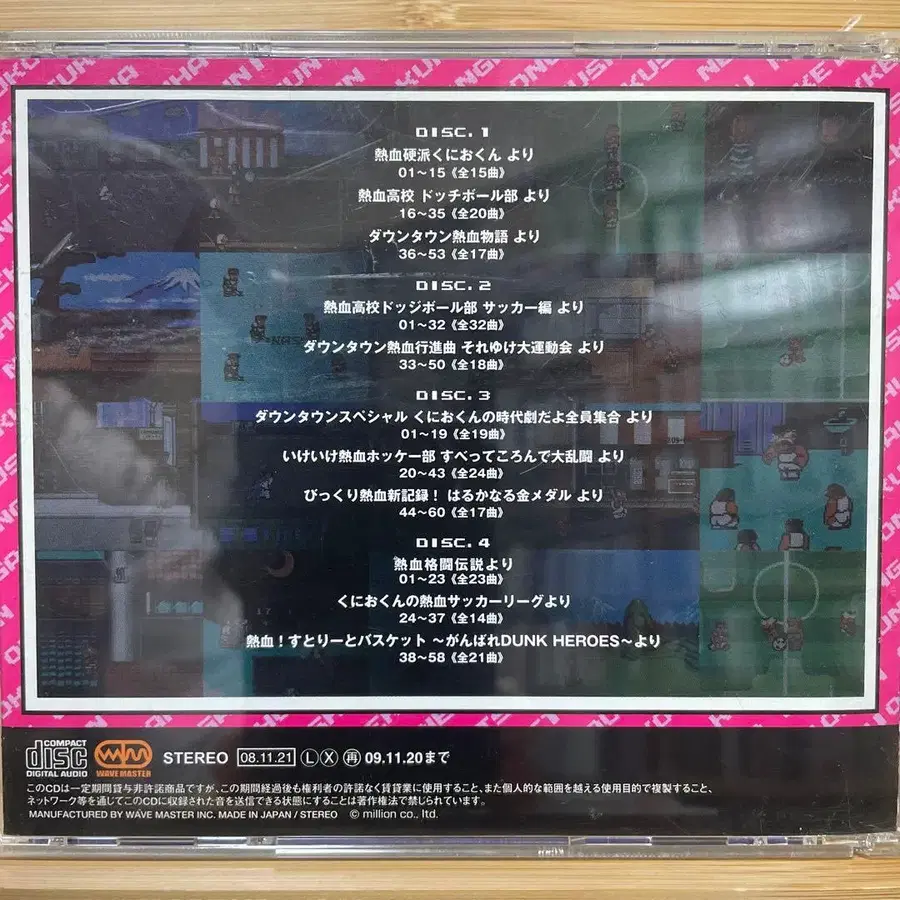 DISC. 1
熱血硬派くにおくん より
01～15《全15曲》
熱血高校 ドッチボール部 より
16～35《全20曲》
ダウンタウン熱血物語 より
36～53《全17曲》
DISC. 2
熱血高校ドッジボール部 サッカー編 より
01～32《全32曲》
ダウンタウン熱血行進曲 それゆけ大運動会 より
33～50《全18曲》
DISC. 3
ダウンタウンスペシャル くにおくんの時代劇だよ全員集合 より
01～19《全19曲》
いけいけ熱血ホッケー部 すべってころんで大乱闘 より
20～43《全24曲》
びっくり熱血新記録！ はるかなる金メダル より
44～60《全17曲》
DISC. 4
熱血格闘伝説より
01～23《全23曲》
くにおくんの熱血サッカーリーグより
24～37《全14曲》
熱血！すとりーとバスケット ～がんばれDUNK HEROES～より
38～58《全21曲》
COMPACT
disc
DIGITAL AUDIO
WAVE MASTER
STEREO 08.11.21 Ⓛ Ⓧ 再 09.11.20まで
このCDは一定期間貸与非許諾商品ですが、この期間経過後も権利者の許諾なく賃貸業に使用すること、また個人的な範囲を越える使用目的で複製すること、
ネットワーク等を通じてこのCDに収録された音を送信できる状態にすることは著作権法で禁じられています。
MANUFACTURED BY WAVE MASTER INC. MADE IN JAPAN / STEREO © million co., ltd.